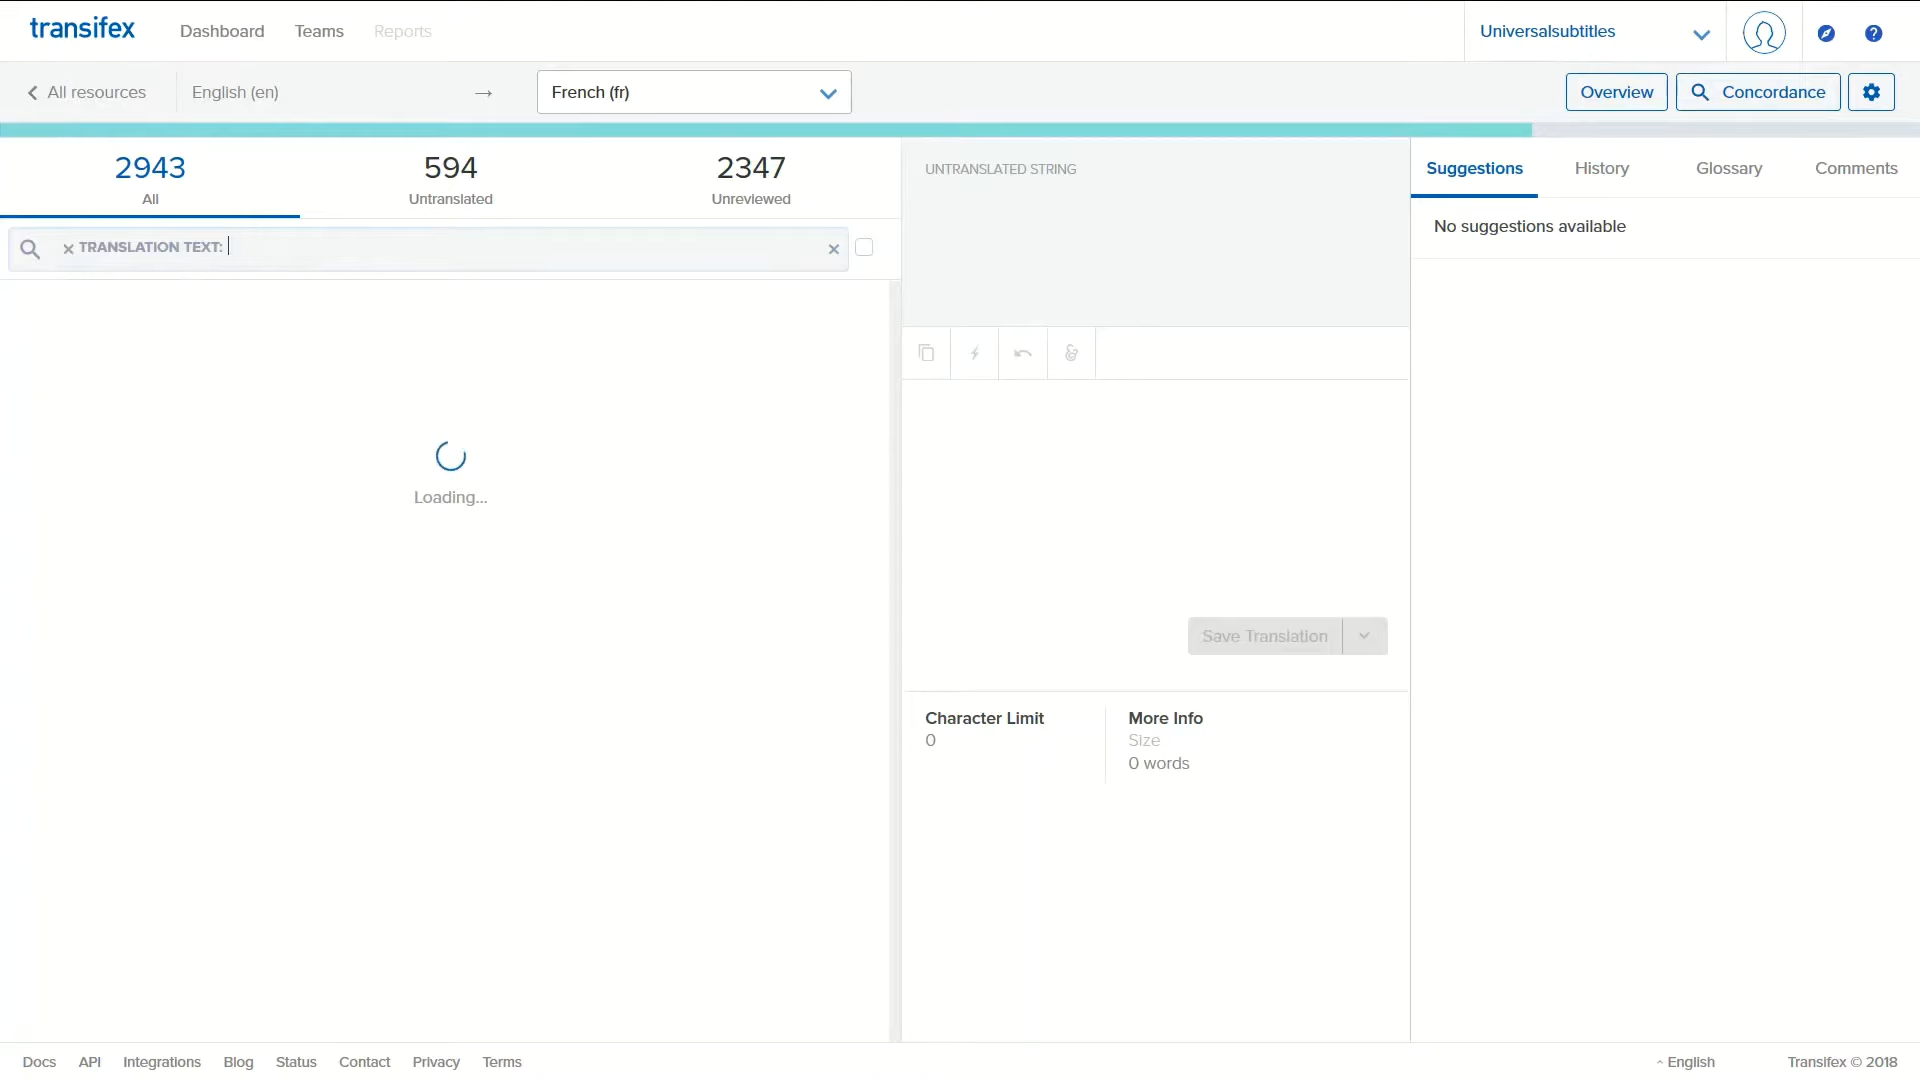 transifex
Dashboard
Teams
Reports
Universalsubtitles
?
All resources
English (en)
→
French (fr)
Overview
Concordance
2943
All
594
Untranslated
2347
Unreviewed
TRANSLATION TEXT:
Loading...
UNTRANSLATED STRING
Save Translation
Character Limit
0
More Info
Size
0 words
Suggestions
History
Glossary
Comments
No suggestions available
Docs
API
Integrations
Blog
Status
Contact
Privacy
Terms
English
Transifex © 2018